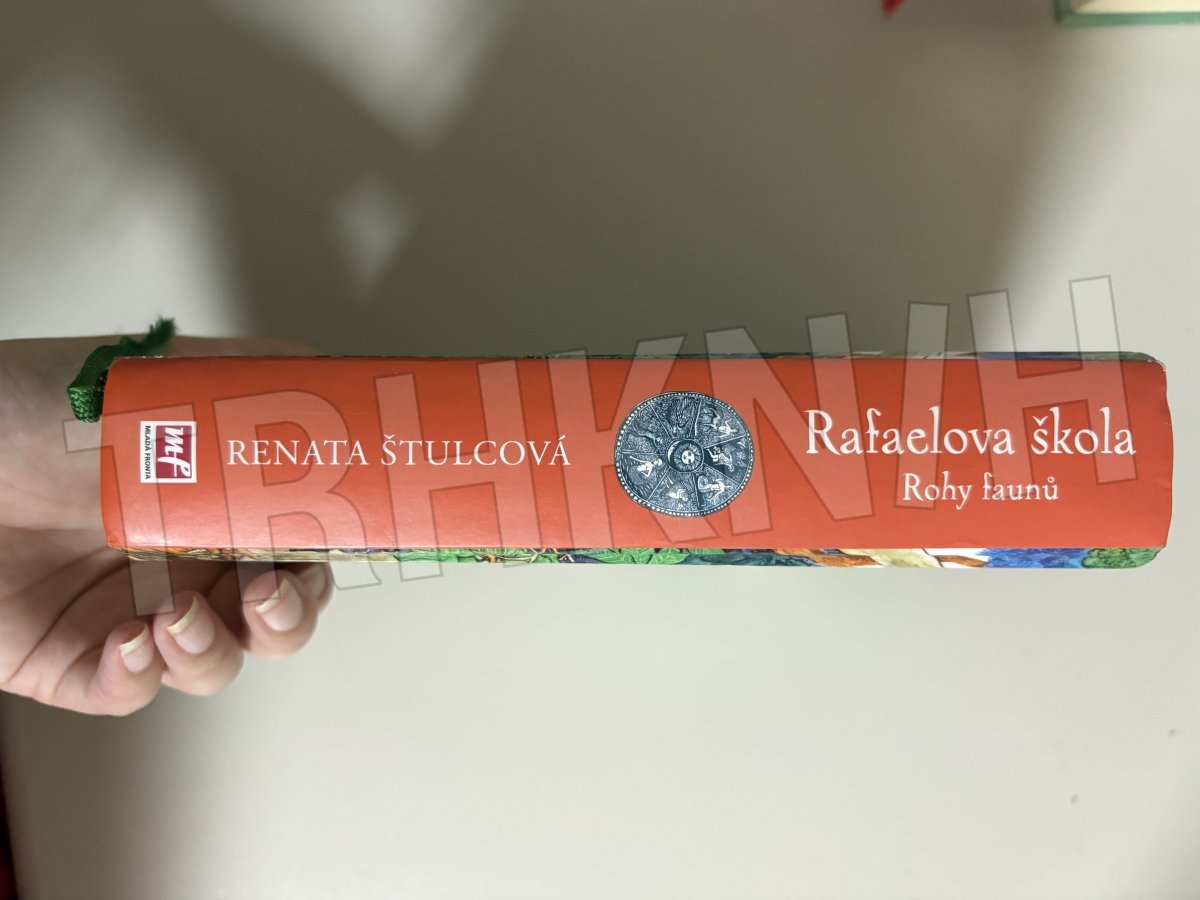 mf
MLADÁ FRONTA
RENATA ŠTULCOVÁ
Rafaelova škola
Rohy faunů
TRHKNIH